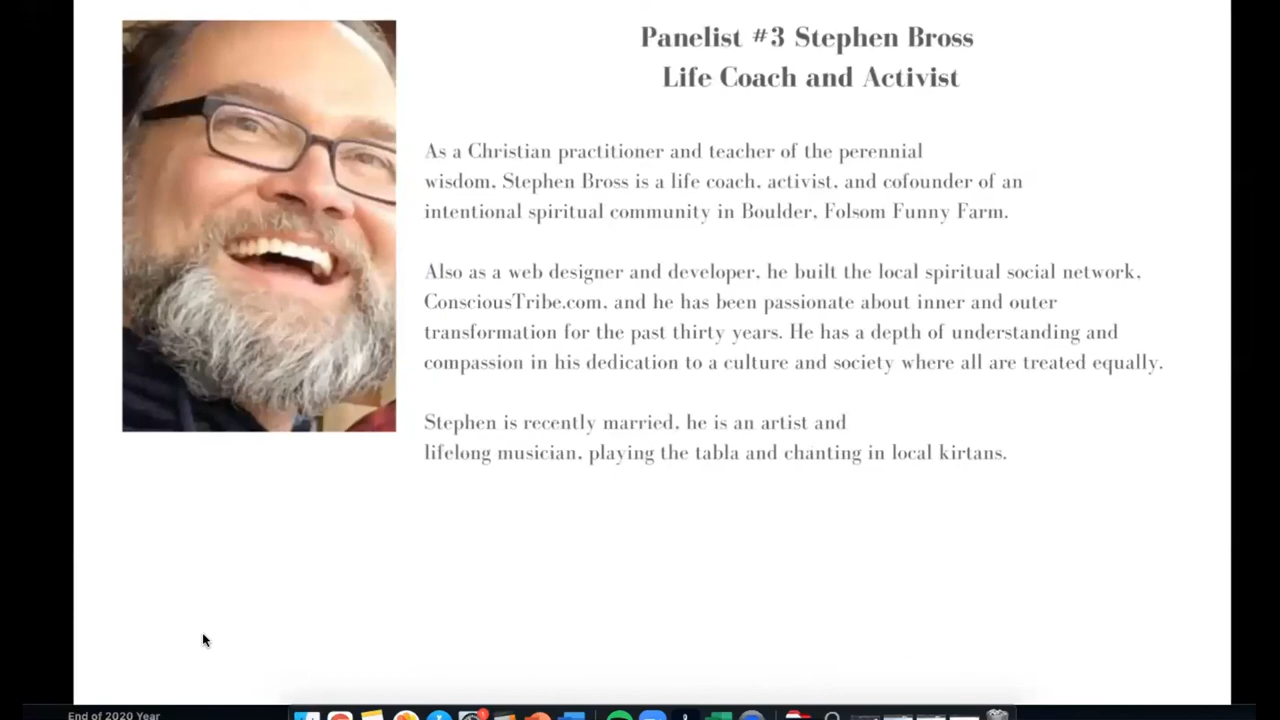 Panelist #3 Stephen Bross
Life Coach and Activist
As a Christian practitioner and teacher of the perennial
wisdom, Stephen Bross is a life coach, activist, and cofounder of an
intentional spiritual community in Boulder, Folsom Funny Farm.
Also as a web designer and developer, he built the local spiritual social network,
ConsciousTribe.com, and he has been passionate about inner and outer
transformation for the past thirty years. He has a depth of understanding and
compassion in his dedication to a culture and society where all are treated equally.
Stephen is recently married, he is an artist and
lifelong musician, playing the tabla and chanting in local kirtans.
End of 2020 Year